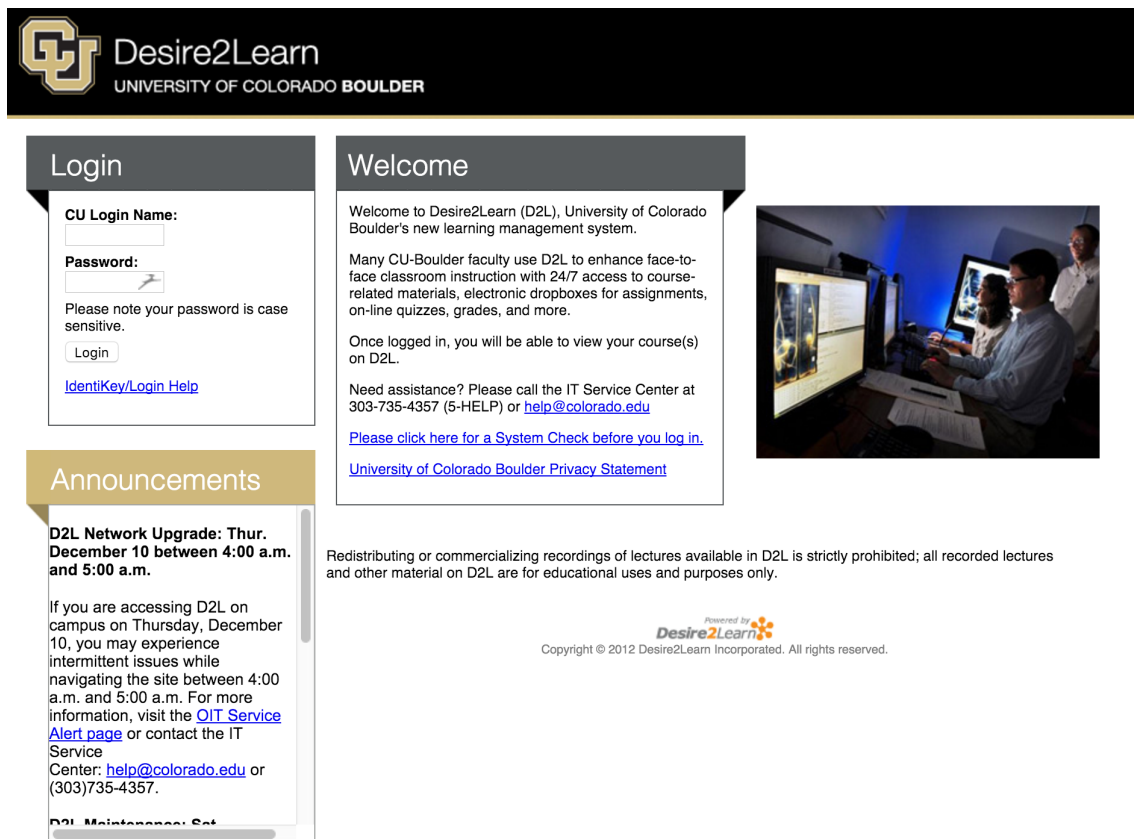 CU
Desire2Learn
UNIVERSITY OF COLORADO BOULDER
Login
CU Login Name:
Password:
Please note your password is case
sensitive.
Login
IdentiKey/Login Help
Welcome
Welcome to Desire2Learn (D2L), University of Colorado
Boulder's new learning management system.
Many CU-Boulder faculty use D2L to enhance face-to-
face classroom instruction with 24/7 access to course-
related materials, electronic dropboxes for assignments,
on-line quizzes, grades, and more.
Once logged in, you will be able to view your course(s)
on D2L.
Need assistance? Please call the IT Service Center at
303-735-4357 (5-HELP) or help@colorado.edu
Please click here for a System Check before you log in.
University of Colorado Boulder Privacy Statement
Announcements
D2L Network Upgrade: Thur.
December 10 between 4:00 a.m.
and 5:00 a.m.
If you are accessing D2L on
campus on Thursday, December
10, you may experience
intermittent issues while
navigating the site between 4:00
a.m. and 5:00 a.m. For more
information, visit the OIT Service
Alert page or contact the IT
Service
Center: help@colorado.edu or
(303)735-4357.
D2L Maintenance: Sat
Redistributing or commercializing recordings of lectures available in D2L is strictly prohibited; all recorded lectures
and other material on D2L are for educational uses and purposes only.
Powered by
Desire2Learn
Copyright © 2012 Desire2Learn Incorporated. All rights reserved.